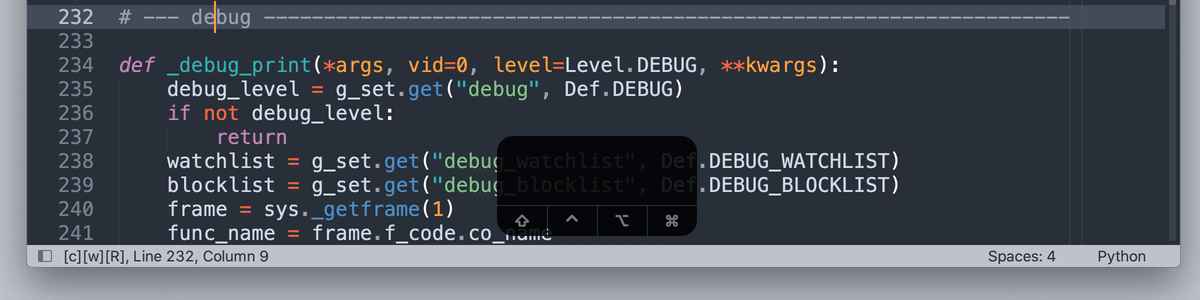 232 # --- debug -------------------------------------------------------------------
233
234 def _debug_print(*args, vid=0, level=Level.DEBUG, **kwargs):
235     debug_level = g_set.get("debug", Def.DEBUG)
236     if not debug_level:
237         return
238     watchlist = g_set.get("debug_watchlist", Def.DEBUG_WATCHLIST)
239     blocklist = g_set.get("debug_blocklist", Def.DEBUG_BLOCKLIST)
240     frame = sys._getframe(1)
⇧ ⌃ ⌥ ⌘
241     func_name = frame.f_code.co_name
[c][w][R], Line 232, Column 9 Spaces: 4 Python